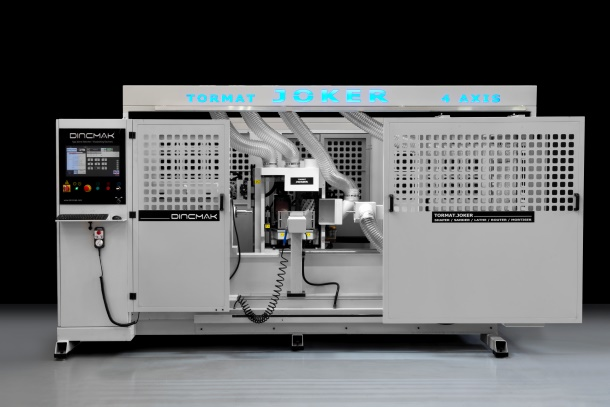 TORMAT JOKER 4 AXIS
DINCMAK
DINCMAK
TORMAT.JOKER
SHAPER / SANDER / LATHE / ROUTER / MORTISER